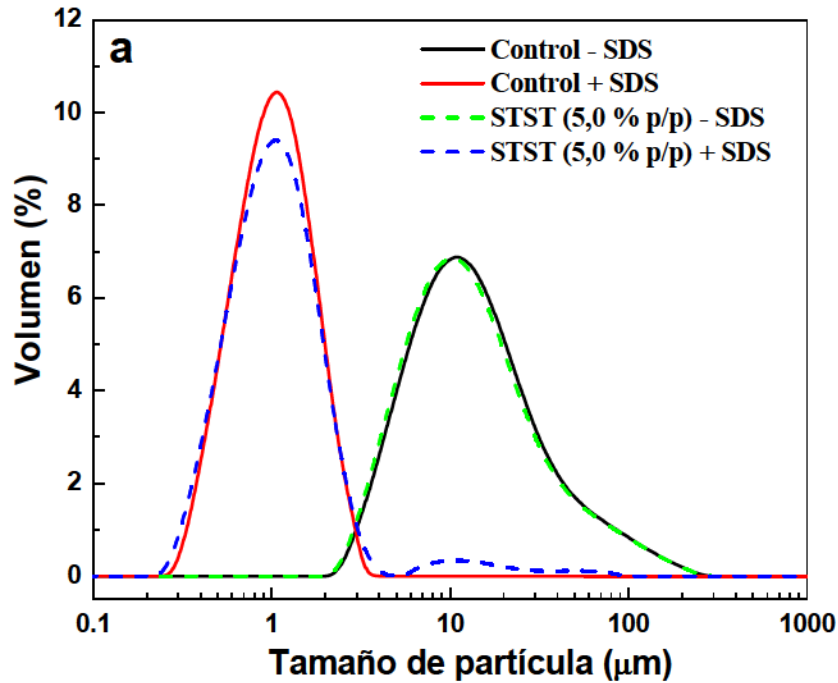 a
Control - SDS
Control + SDS
STST (5,0 % p/p) - SDS
STST (5,0 % p/p) + SDS
Volumen (%)
12
10
8
6
4
2
0
0.1 1 10 100 1000
Tamaño de partícula (μm)